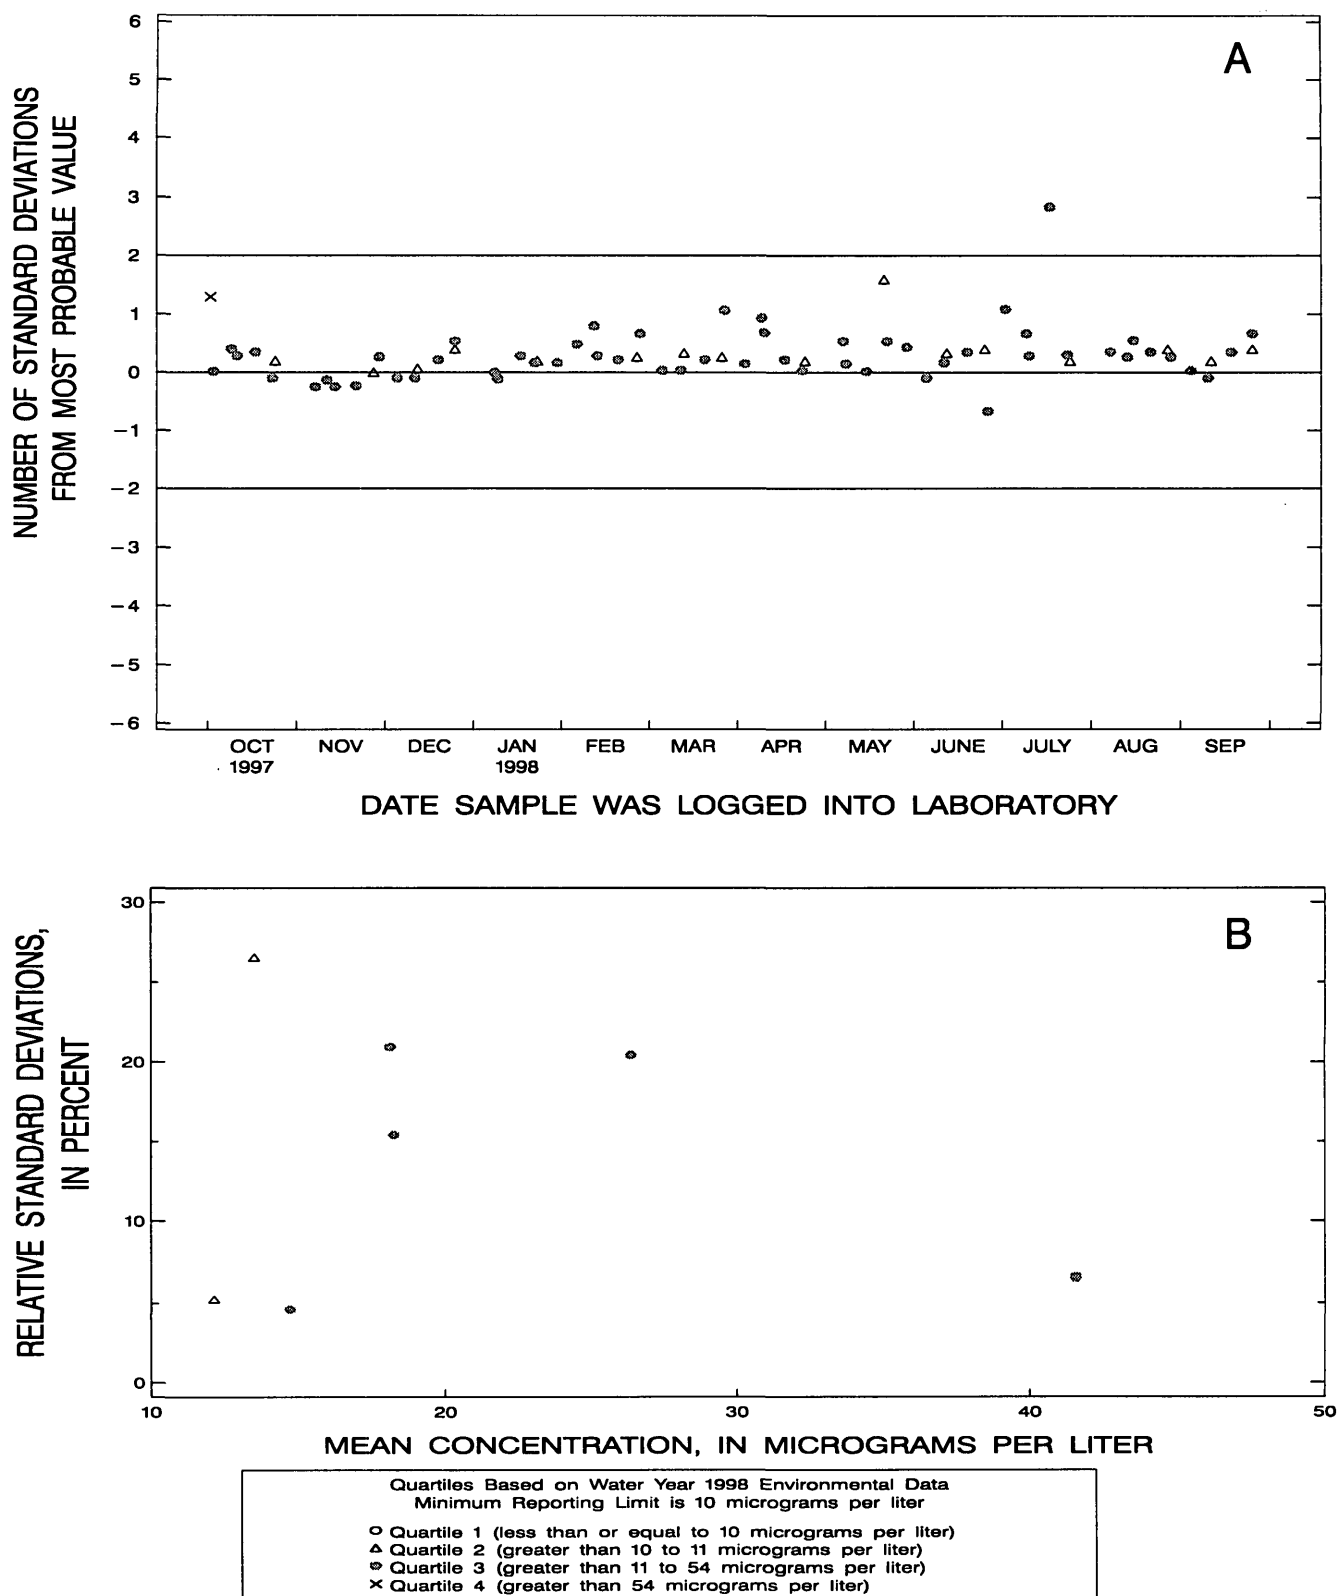 A
NUMBER OF STANDARD DEVIATIONS
FROM MOST PROBABLE VALUE
6
5
4
3
2
1
0
−1
−2
−3
−4
−5
−6
OCT NOV DEC JAN FEB MAR APR MAY JUNE JULY AUG SEP
1997 1998
DATE SAMPLE WAS LOGGED INTO LABORATORY
B
RELATIVE STANDARD DEVIATIONS,
IN PERCENT
30
20
10
0
10 20 30 40 50
MEAN CONCENTRATION, IN MICROGRAMS PER LITER
Quartiles Based on Water Year 1998 Environmental Data
Minimum Reporting Limit is 10 micrograms per liter
Quartile 1 (less than or equal to 10 micrograms per liter)
Quartile 2 (greater than 10 to 11 micrograms per liter)
Quartile 3 (greater than 11 to 54 micrograms per liter)
Quartile 4 (greater than 54 micrograms per liter)